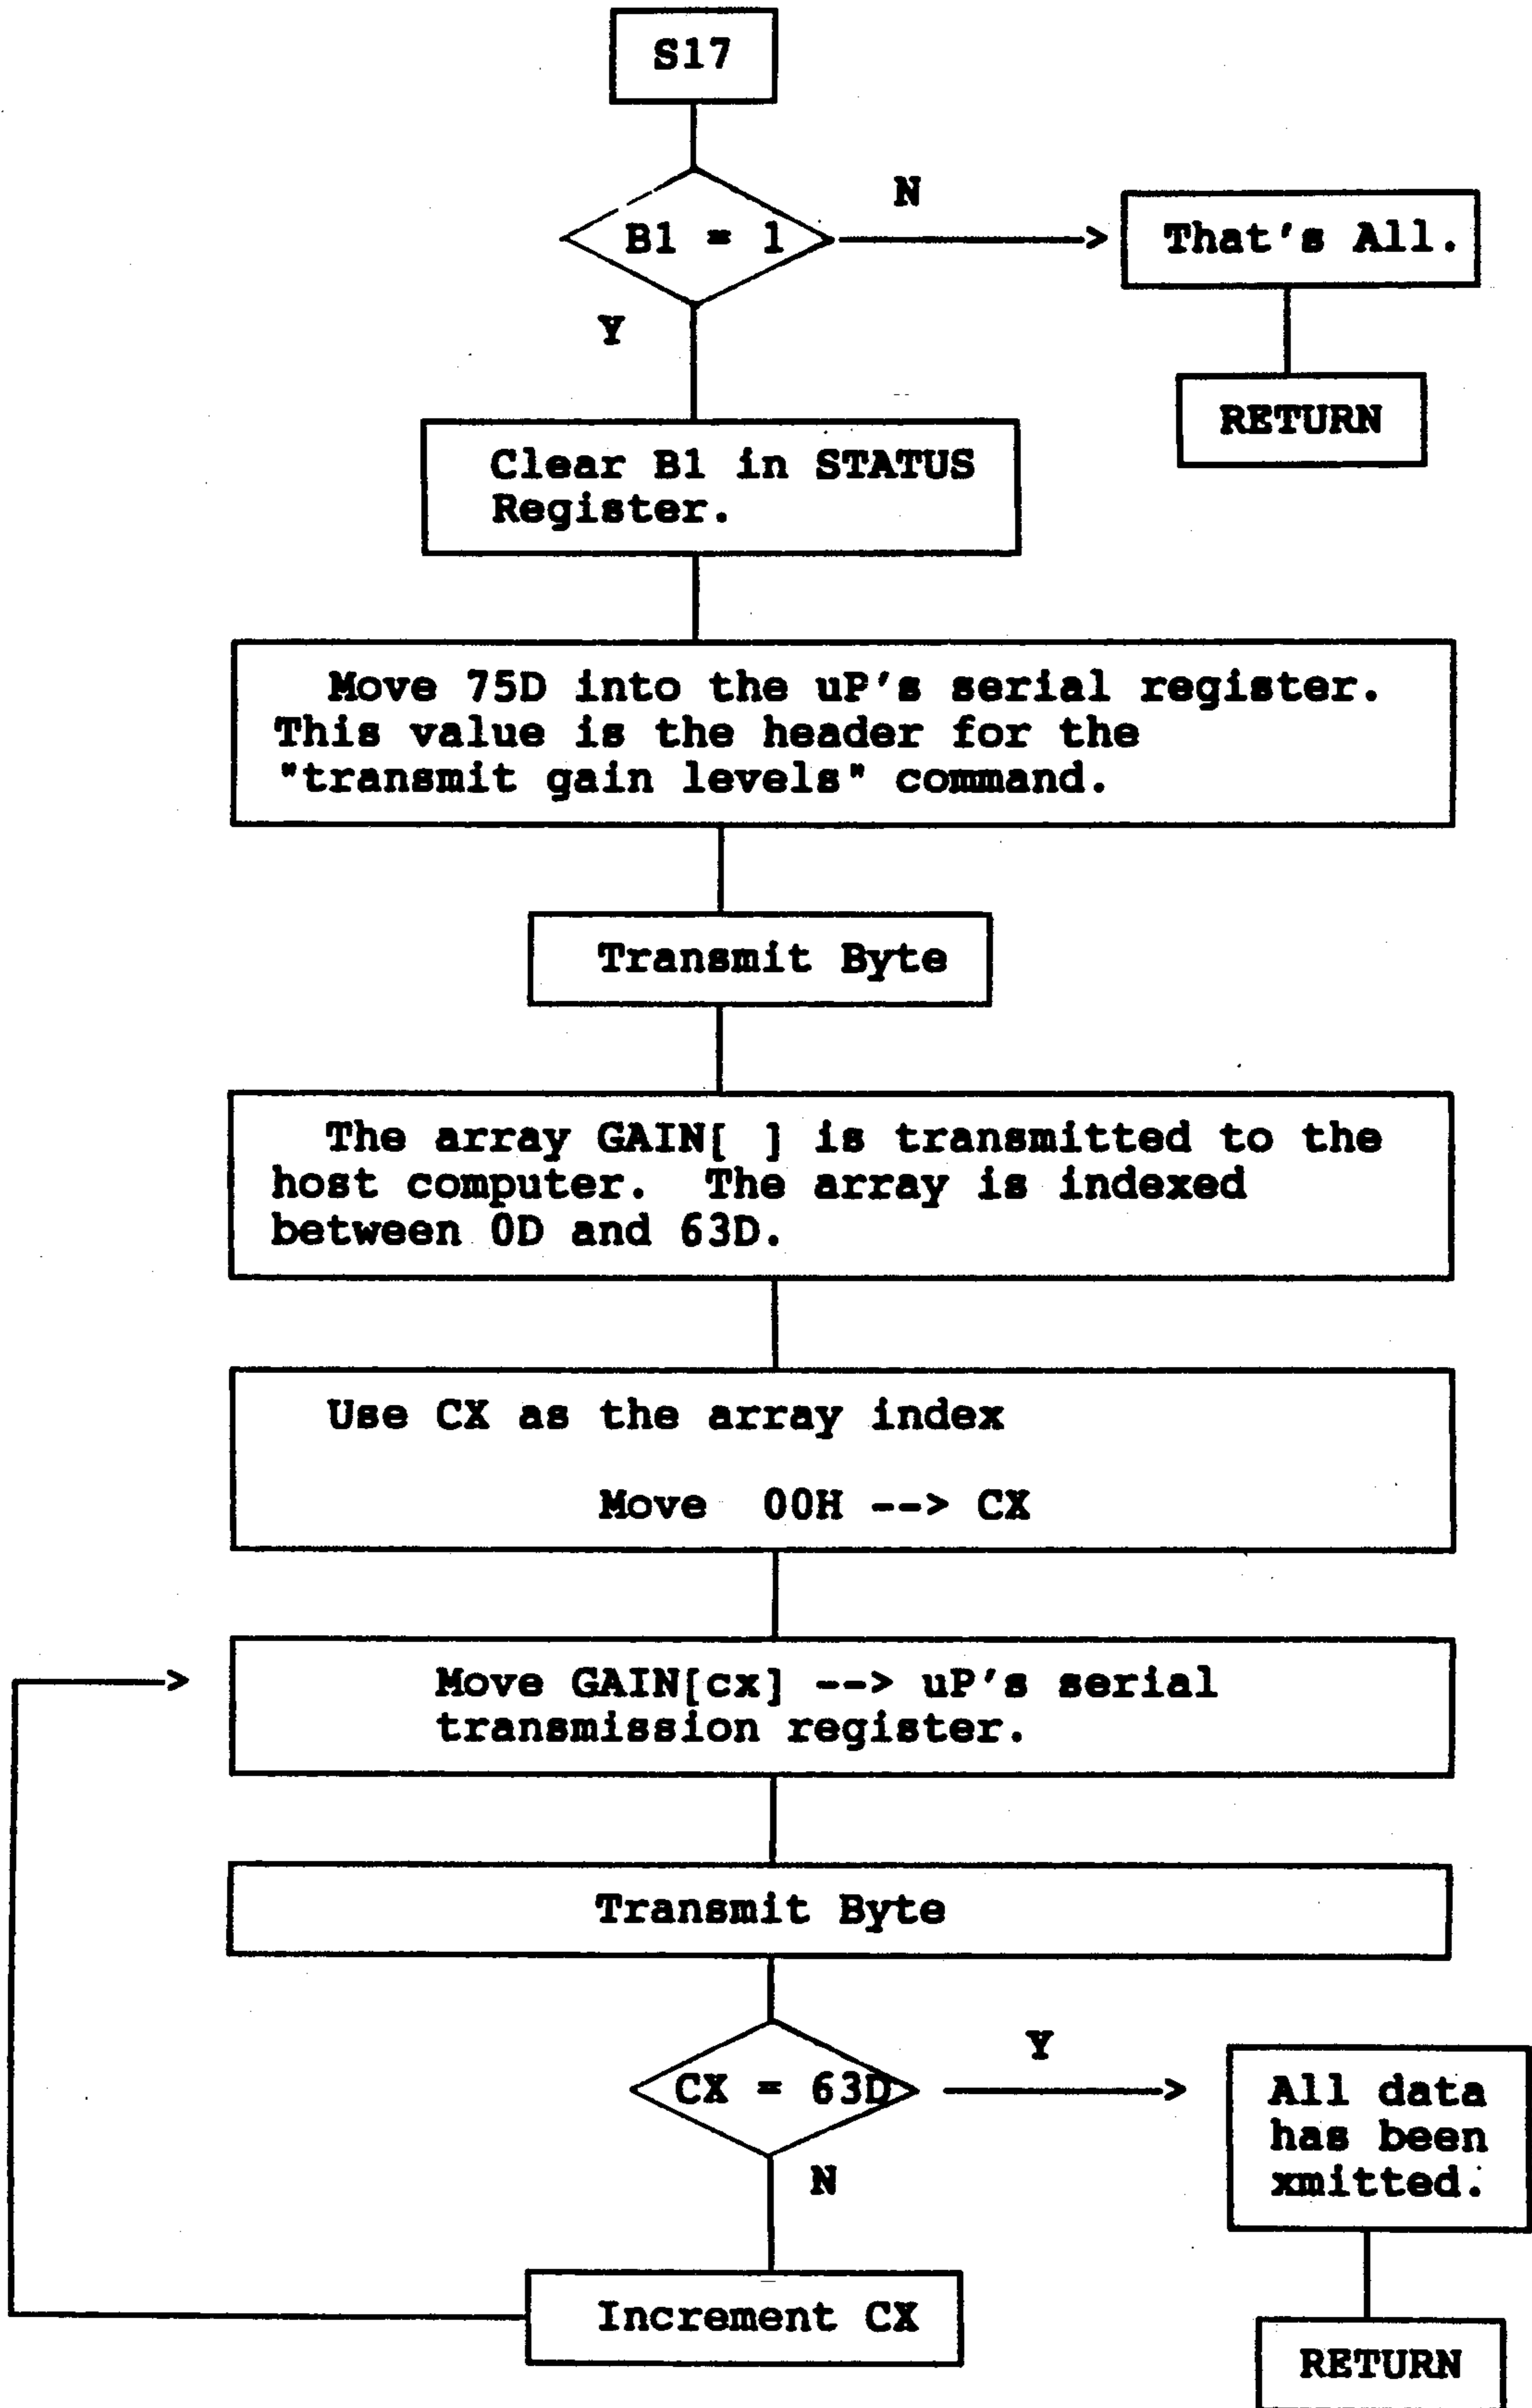 S17
B1 = 1
N
That's All.
Y
RETURN
Clear B1 in STATUS
Register.
Move 75D into the uP's serial register.
This value is the header for the
"transmit gain levels" command.
Transmit Byte
The array GAIN[ ] is transmitted to the
host computer. The array is indexed
between 0D and 63D.
Use CX as the array index
Move 00H --> CX
Move GAIN[cx] --> uP's serial
transmission register.
Transmit Byte
CX = 63D
Y
All data
has been
xmitted.
N
Increment CX
RETURN